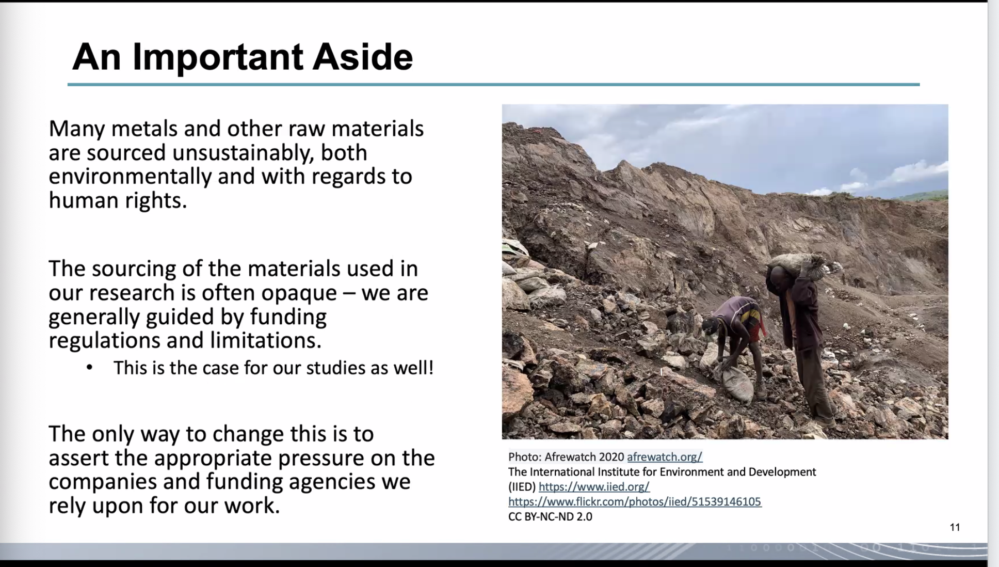 An Important Aside
Many metals and other raw materials
are sourced unsustainably, both
environmentally and with regards to
human rights.
The sourcing of the materials used in
our research is often opaque – we are
generally guided by funding
regulations and limitations.
• This is the case for our studies as well!
The only way to change this is to
assert the appropriate pressure on the
companies and funding agencies we
rely upon for our work.
Photo: Afrewatch 2020 afrewatch.org/
The International Institute for Environment and Development
(IIED) https://www.iied.org/
https://www.flickr.com/photos/iied/51539146105
CC BY-NC-ND 2.0
11